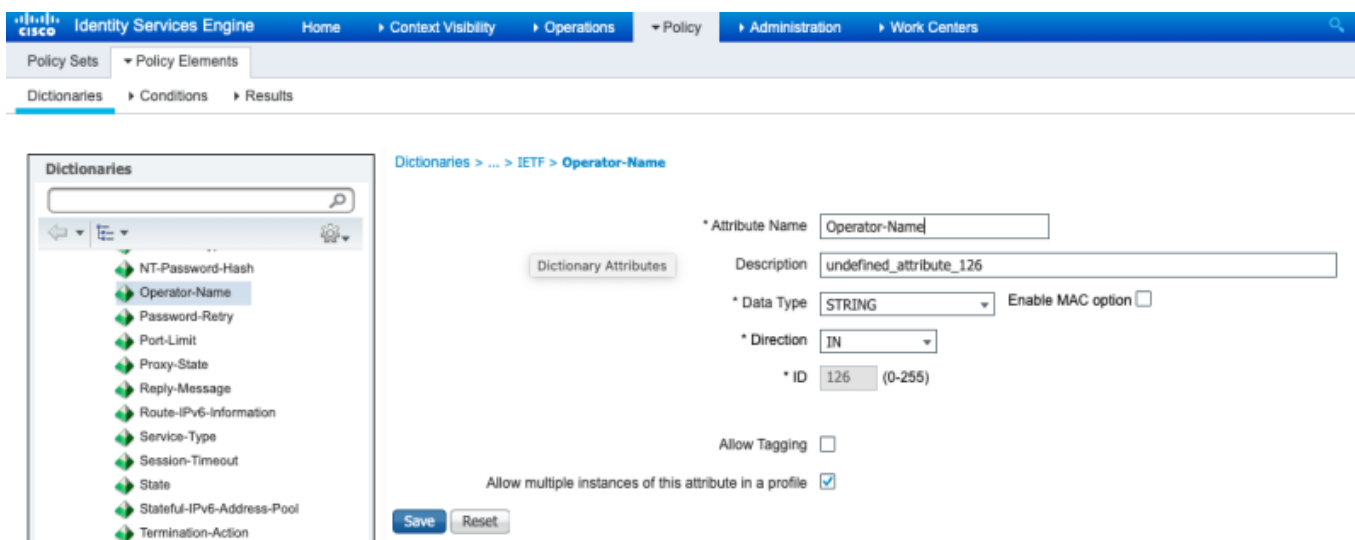 cisco Identity Services Engine Home Context Visibility Operations Policy Administration Work Centers
Policy Sets Policy Elements
Dictionaries Conditions Results
Dictionaries
NT-Password-Hash
Operator-Name
Password-Retry
Port-Limit
Proxy-State
Reply-Message
Route-IPv6-Information
Service-Type
Session-Timeout
State
Stateful-IPv6-Address-Pool
Termination-Action
Dictionaries > ... > IETF > Operator-Name
* Attribute Name Operator-Name
Dictionary Attributes
Description undefined_attribute_126
* Data Type STRING Enable MAC option
* Direction IN
* ID 126 (0-255)
Allow Tagging
Allow multiple instances of this attribute in a profile
Save Reset